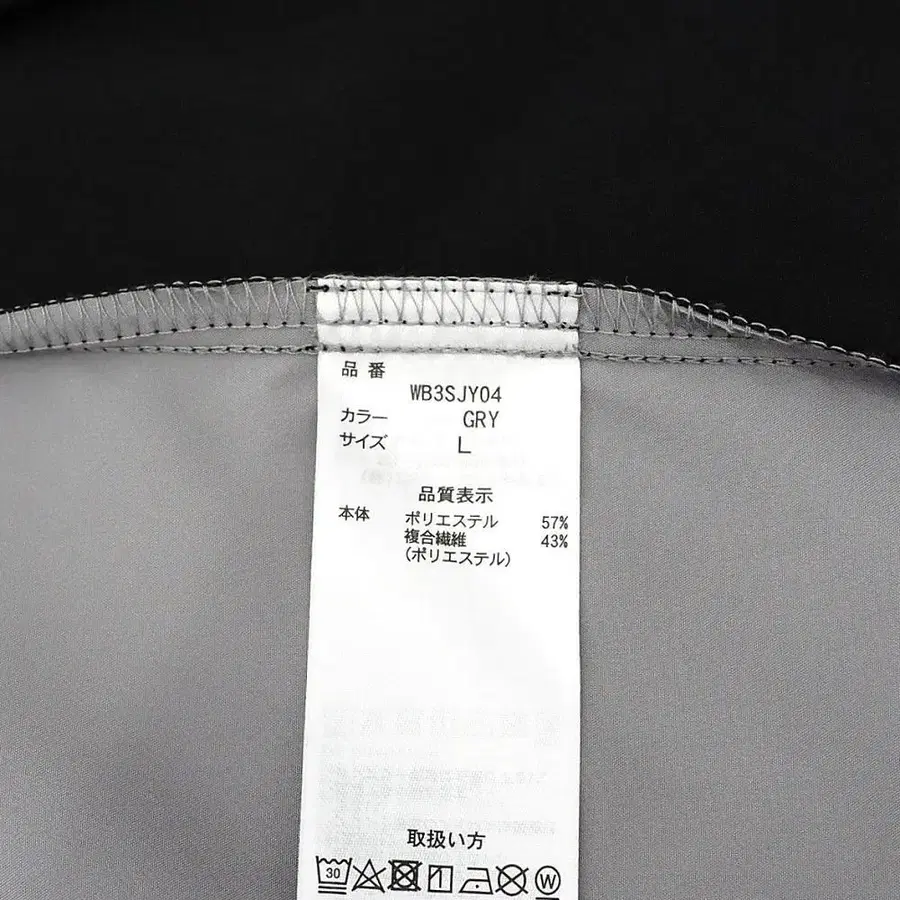 品番
WB3SJY04
カラー GRY
サイズ L
品質表示
本体 ポリエステル 57%
複合繊維 43%
(ポリエステル)
取扱い方
30
W